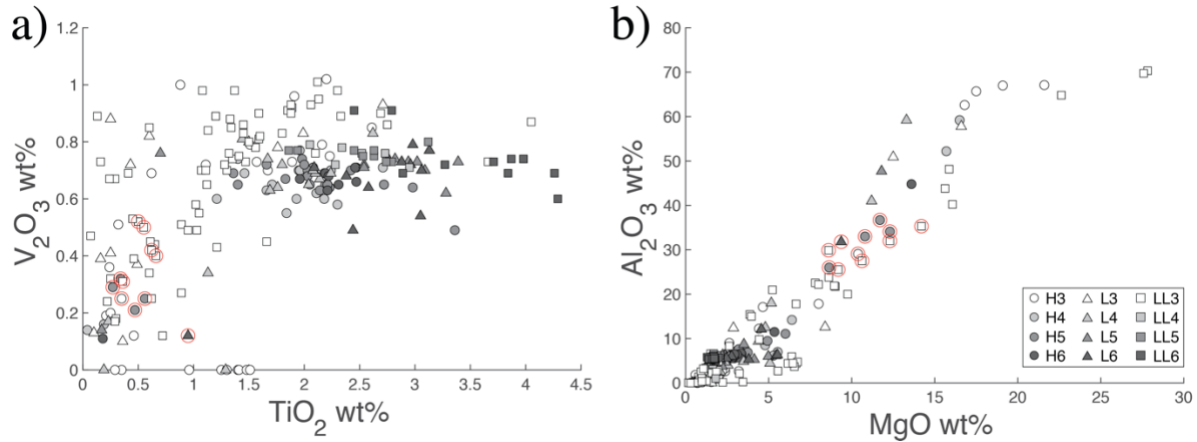 a)
V₂O₃ wt%
1.2
1
0.8
0.6
0.4
0.2
0
0 0.5 1 1.5 2 2.5 3 3.5 4 4.5
TiO₂ wt%
b)
Al₂O₃ wt%
80
70
60
50
40
30
20
10
0
0 5 10 15 20 25 30
MgO wt%
H3 L3 LL3
H4 L4 LL4
H5 L5 LL5
H6 L6 LL6